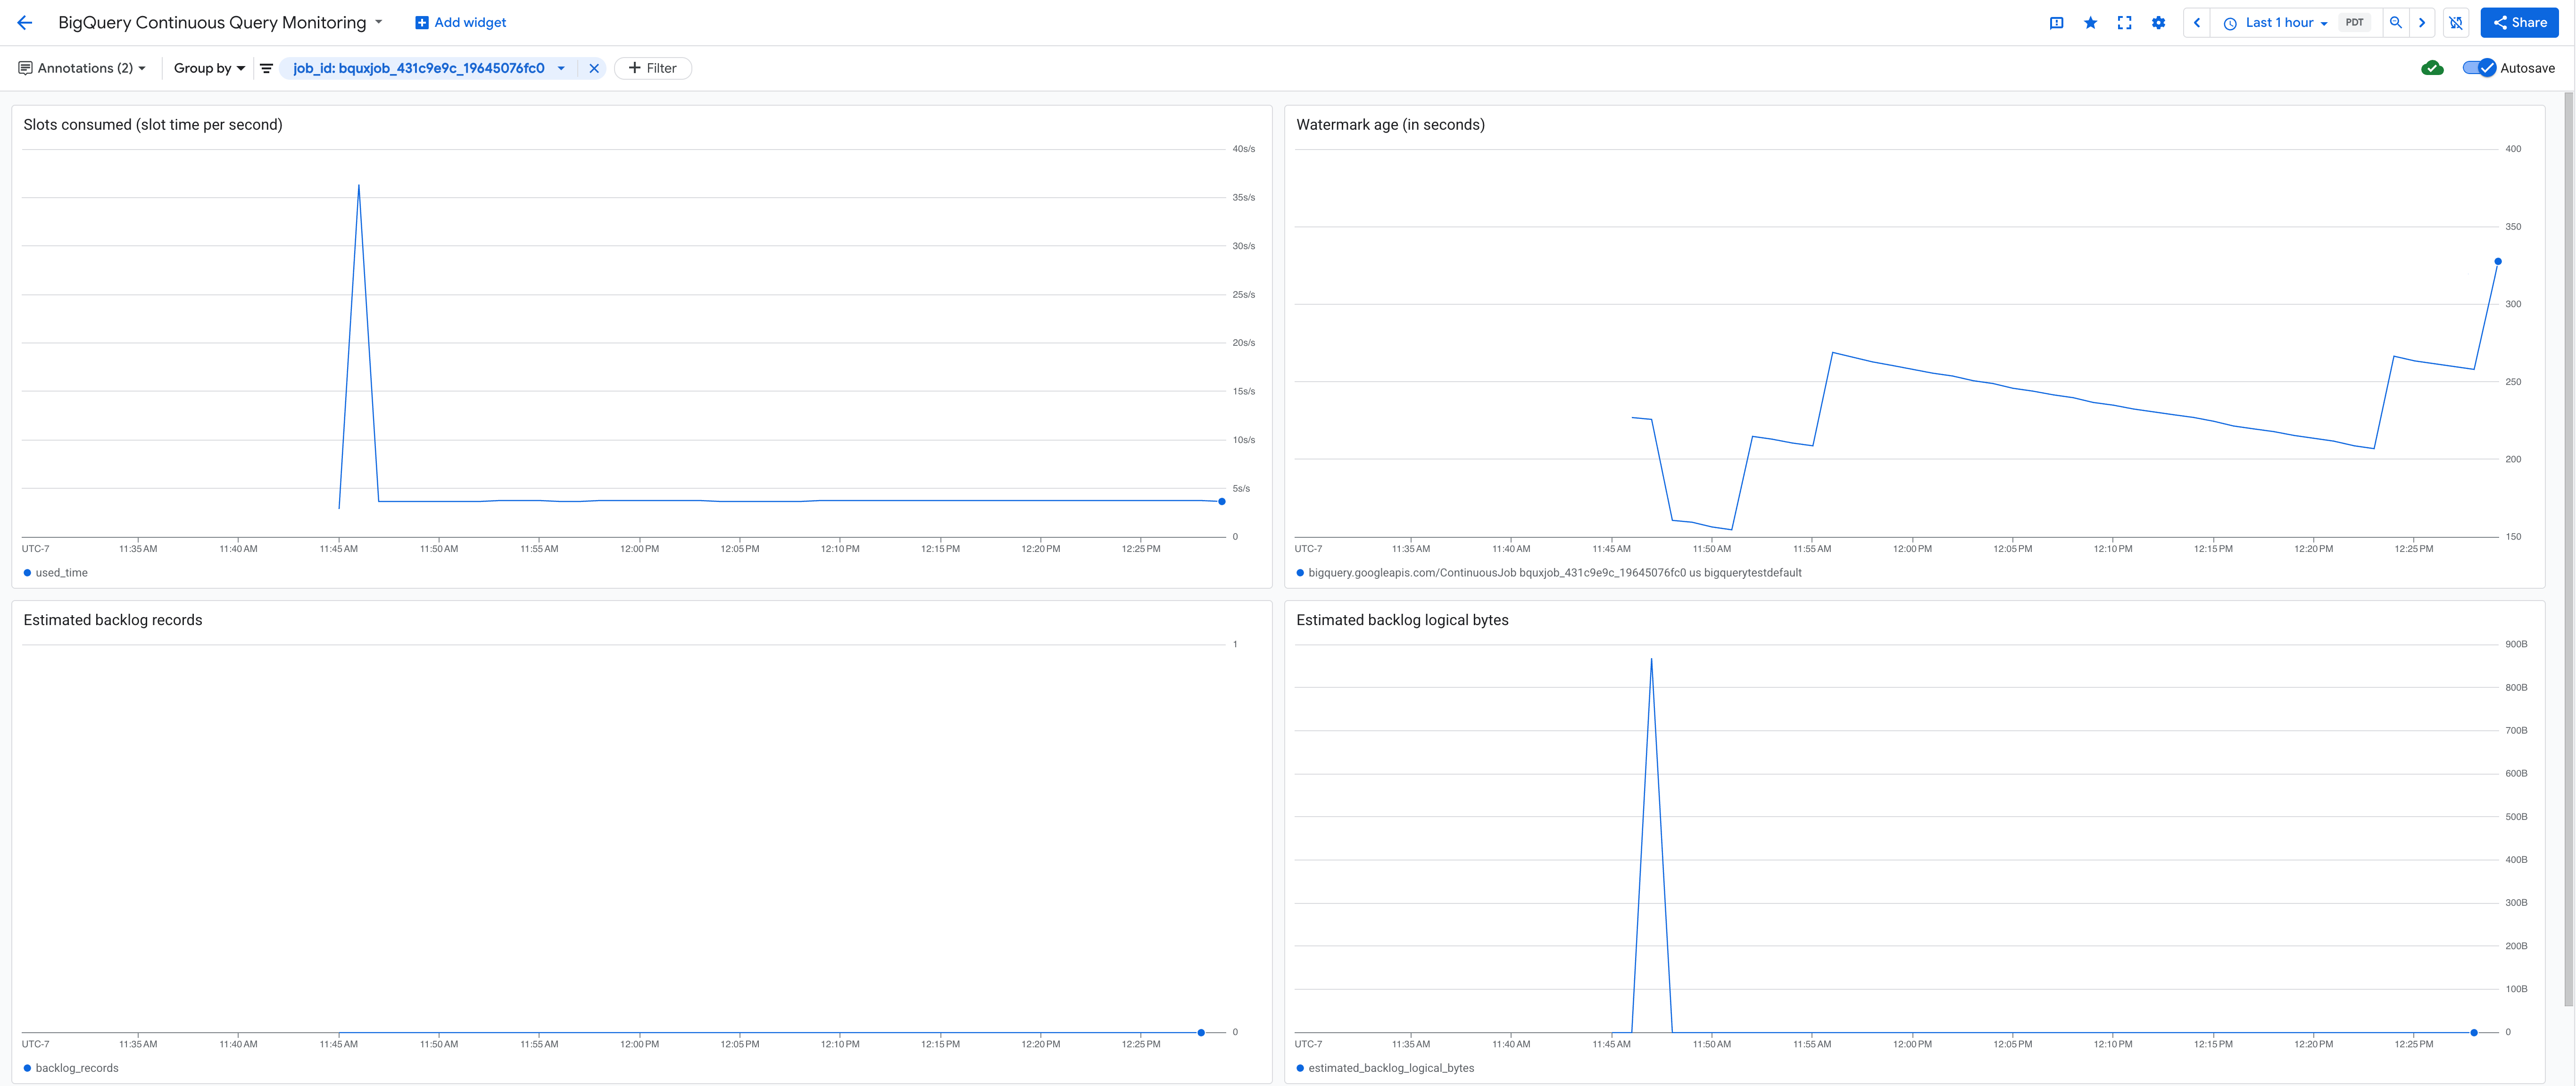 BigQuery Continuous Query Monitoring
Add widget
Last 1 hour
PDT
Share
Annotations (2)
Group by
job_id: bquxjob_431c9e9c_19645076fc0
Filter
Autosave
Slots consumed (slot time per second)
40s/s
35s/s
30s/s
25s/s
20s/s
15s/s
10s/s
5s/s
0
UTC-7 11:35 AM 11:40 AM 11:45 AM 11:50 AM 11:55 AM 12:00 PM 12:05 PM 12:10 PM 12:15 PM 12:20 PM 12:25 PM
used_time
Watermark age (in seconds)
400
350
300
250
200
150
UTC-7 11:35 AM 11:40 AM 11:45 AM 11:50 AM 11:55 AM 12:00 PM 12:05 PM 12:10 PM 12:15 PM 12:20 PM 12:25 PM
bigquery.googleapis.com/ContinuousJob bquxjob_431c9e9c_19645076fc0 us bigquerytestdefault
Estimated backlog records
1
0
UTC-7 11:35 AM 11:40 AM 11:45 AM 11:50 AM 11:55 AM 12:00 PM 12:05 PM 12:10 PM 12:15 PM 12:20 PM 12:25 PM
backlog_records
Estimated backlog logical bytes
900B
800B
700B
600B
500B
400B
300B
200B
100B
0
UTC-7 11:35 AM 11:40 AM 11:45 AM 11:50 AM 11:55 AM 12:00 PM 12:05 PM 12:10 PM 12:15 PM 12:20 PM 12:25 PM
estimated_backlog_logical_bytes